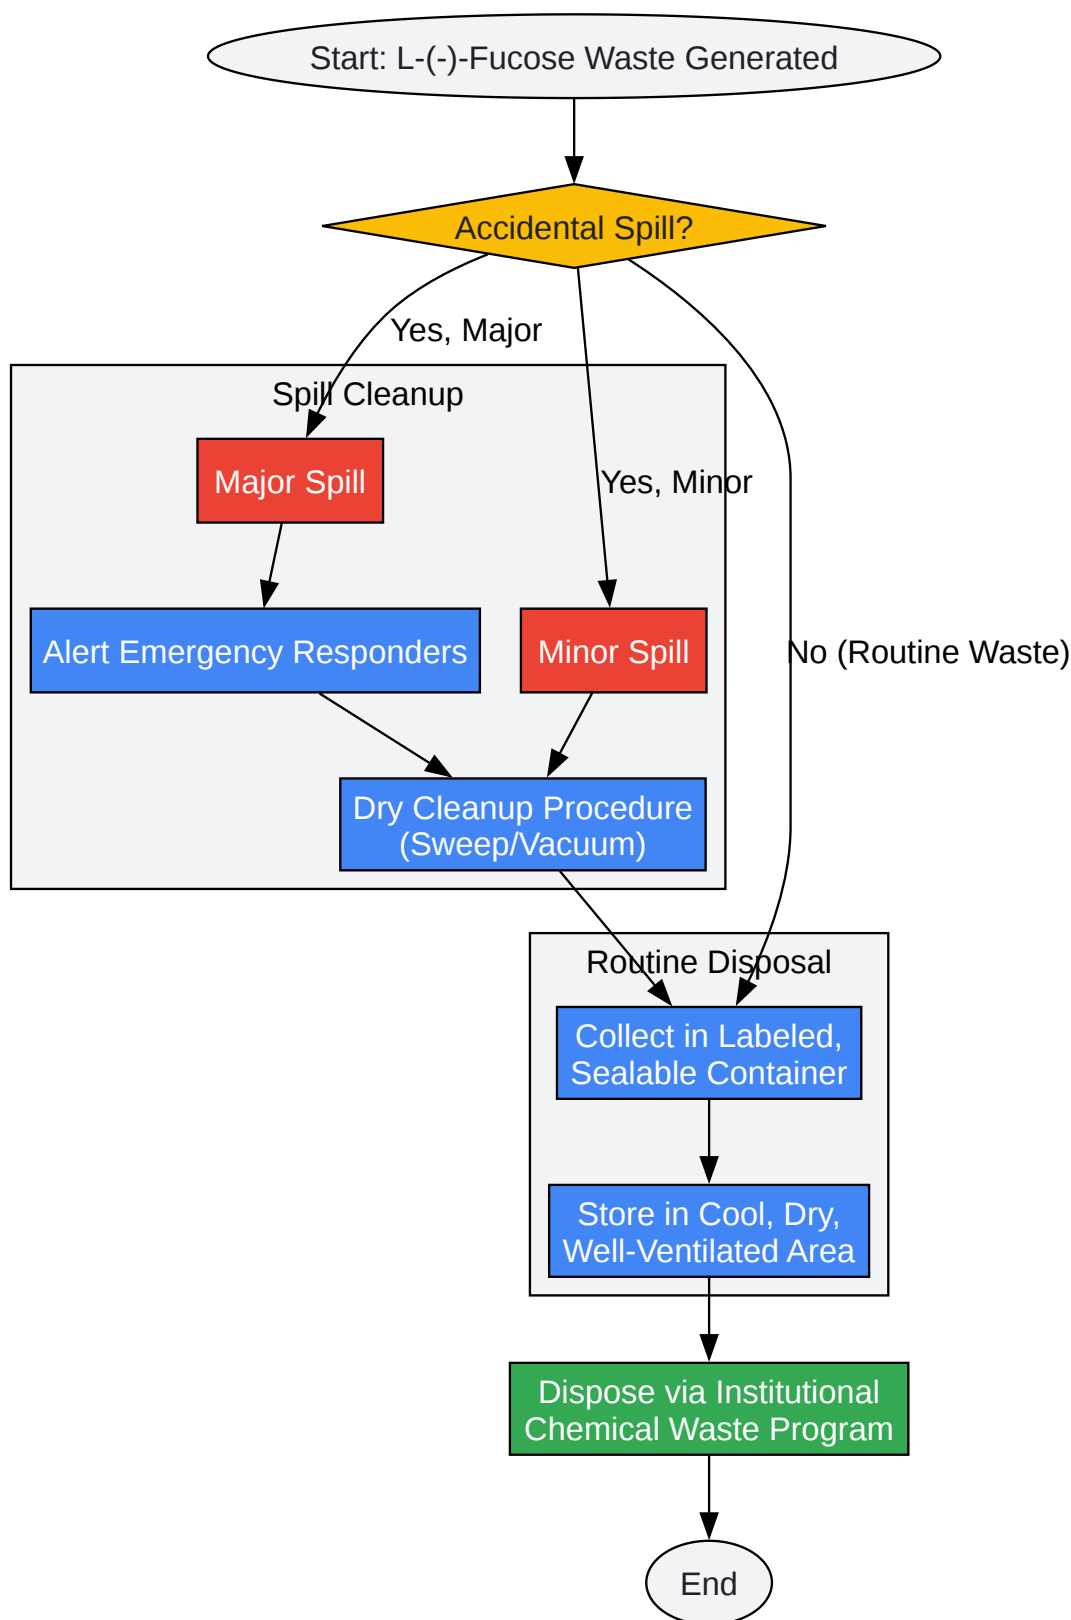 Start: L-(-)-Fucose Waste Generated
Accidental Spill?
Yes, Major
Spill Cleanup
Major Spill
Yes, Minor
Alert Emergency Responders
Minor Spill
No (Routine Waste)
Dry Cleanup Procedure
(Sweep/Vacuum)
Routine Disposal
Collect in Labeled,
Sealable Container
Store in Cool, Dry,
Well-Ventilated Area
Dispose via Institutional
Chemical Waste Program
End